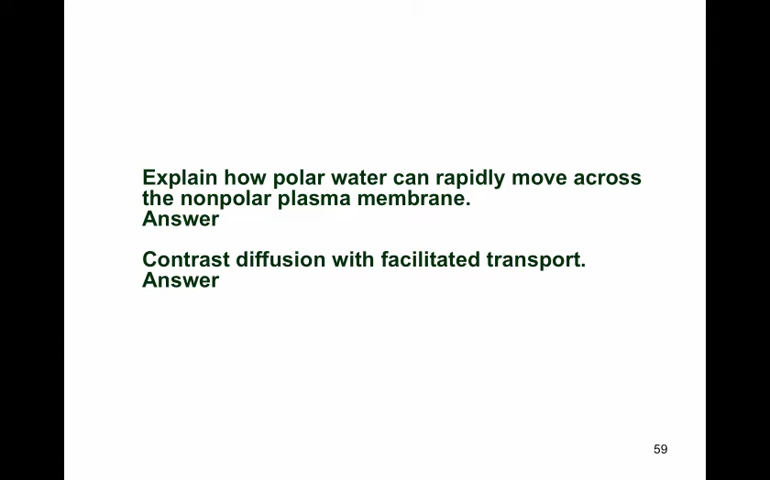 Explain how polar water can rapidly move across
the nonpolar plasma membrane.
Answer
Contrast diffusion with facilitated transport.
Answer
59